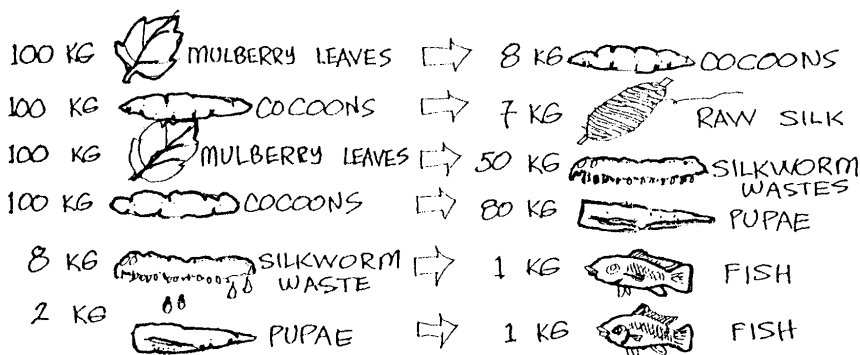 100 KG MULBERRY LEAVES 8 KG COCOONS
100 KG COCOONS 7 KG RAW SILK
100 KG MULBERRY LEAVES 50 KG SILKWORM WASTES
100 KG COCOONS 80 KG PUPAE
8 KG SILKWORM WASTE 1 KG FISH
2 KG PUPAE 1 KG FISH